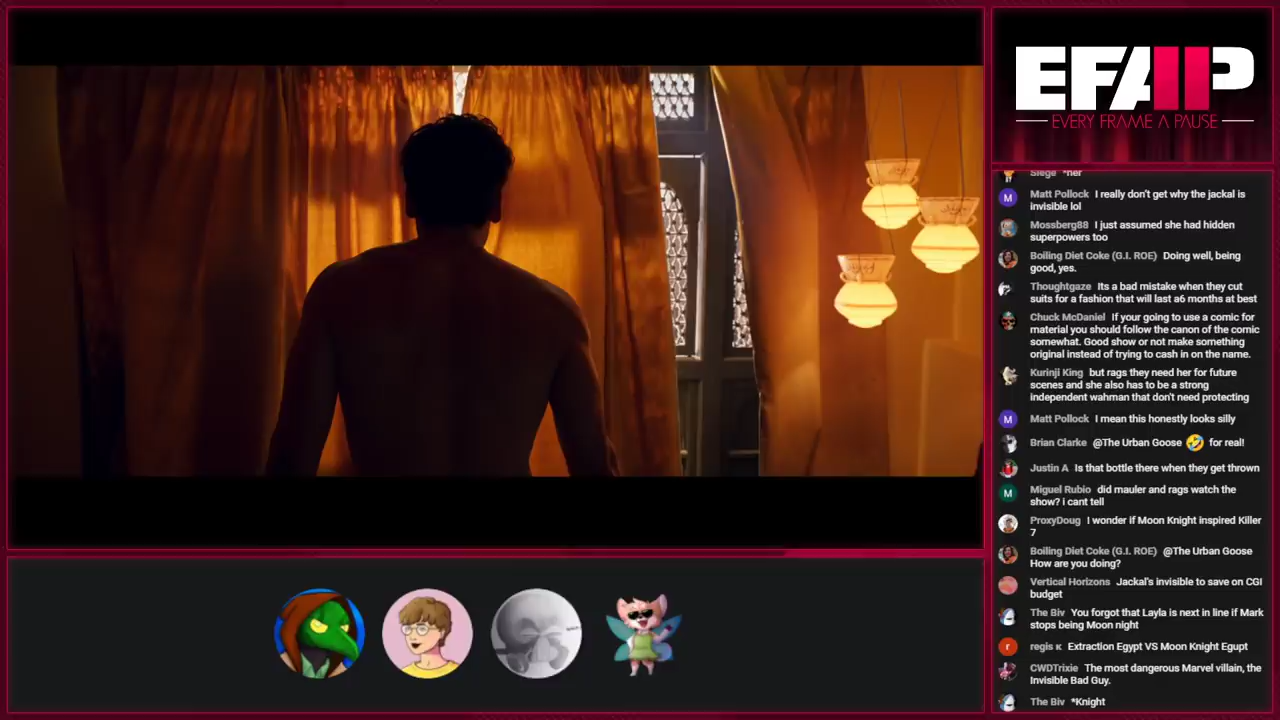 EFAP
EVERY FRAME A PAUSE
Siege *her
Matt Pollock I really don't get why the jackal is
invisible lol
Mossberg88 I just assumed she had hidden
superpowers too
Boiling Diet Coke (G.I. ROE) Doing well, being
good, yes.
Thoughtgaze Its a bad mistake when they cut
suits for a fashion that will last a6 months at best
Chuck McDaniel If your going to use a comic for
material you should follow the canon of the comic
somewhat. Good show or not make something
original instead of trying to cash in on the name.
Kurinji King but rags they need her for future
scenes and she also has to be a strong
independent wahman that don't need protecting
Matt Pollock I mean this honestly looks silly
Brian Clarke @The Urban Goose 🤣 for real!
Justin A Is that bottle there when they get thrown
Miguel Rubio did mauler and rags watch the
show? i cant tell
ProxyDoug I wonder if Moon Knight inspired Killer
7
Boiling Diet Coke (G.I. ROE) @The Urban Goose
How are you doing?
Vertical Horizons Jackal's invisible to save on CGI
budget
The Biv You forgot that Layla is next in line if Mark
stops being Moon night
regis ĸ Extraction Egypt VS Moon Knight Egupt
CWDTrixie The most dangerous Marvel villain, the
Invisible Bad Guy.
The Biv *Knight
M
M
M
r